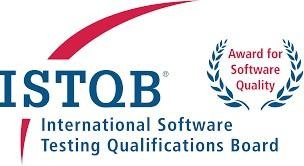 ISTQB®
International Software
Testing Qualifications Board
Award for
Software
Quality